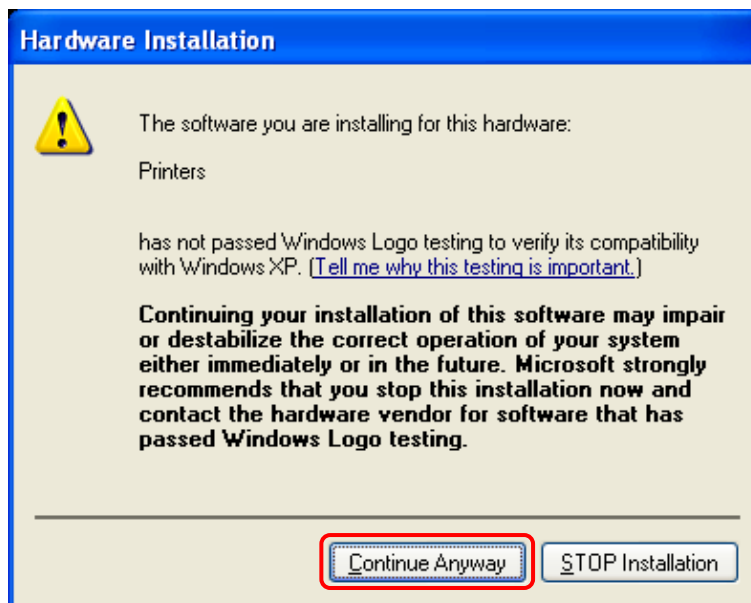 Hardware Installation
The software you are installing for this hardware:
Printers
has not passed Windows Logo testing to verify its compatibility
with Windows XP. (Tell me why this testing is important.)
Continuing your installation of this software may impair
or destabilize the correct operation of your system
either immediately or in the future. Microsoft strongly
recommends that you stop this installation now and
contact the hardware vendor for software that has
passed Windows Logo testing.
Continue Anyway STOP Installation